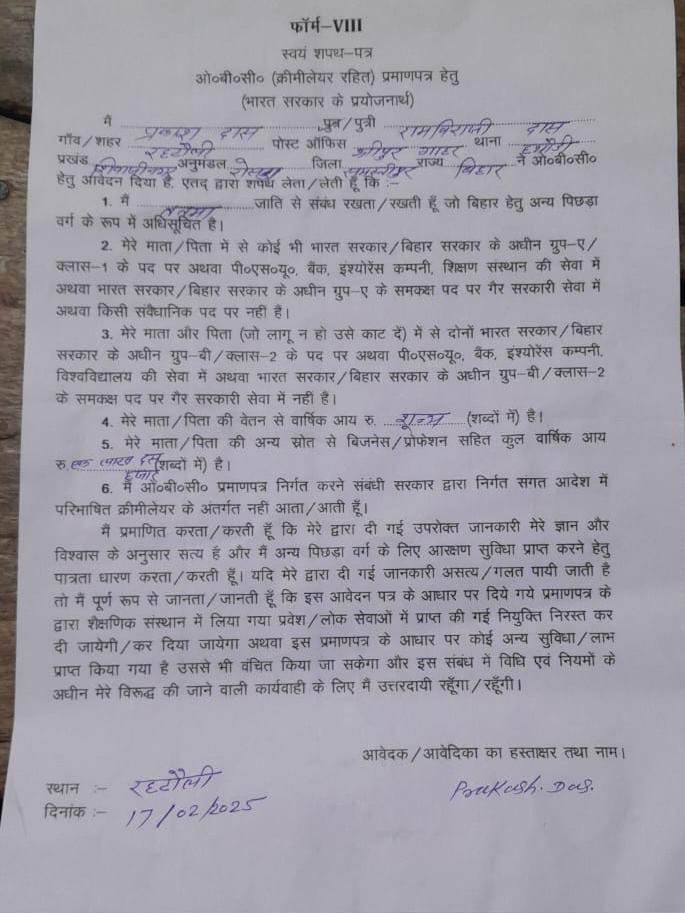 फॉर्म–VIII
स्वयं शपथ–पत्र
ओ०बी०सी० (क्रीमीलेयर रहित) प्रमाणपत्र हेतु
(भारत सरकार के प्रयोजनार्थ)
मैं प्रकाश दास पुत्र/पुत्री रामबिराजी दास
गाँव/शहर रहटौली पोस्ट ऑफिस श्रीपुर गाहर थाना
प्रखंड शिवाजीनगर अनुमंडल रोसड़ा जिला समस्तीपुर राज्य बिहार ने ओ०बी०सी०
हेतु आवेदन दिया है, एतद् द्वारा शपथ लेता/लेती हूँ कि :–
1. मैं तत्मा जाति से संबंध रखता/रखती हूँ जो बिहार हेतु अन्य पिछड़ा
वर्ग के रूप में अधिसूचित है।
2. मेरे माता/पिता में से कोई भी भारत सरकार/बिहार सरकार के अधीन ग्रुप–ए/
क्लास–1 के पद पर अथवा पी०एस०यू०, बैंक, इंश्योरेंस कम्पनी, शिक्षण संस्थान की सेवा में
अथवा भारत सरकार/बिहार सरकार के अधीन ग्रुप–ए के समकक्ष पद पर गैर सरकारी सेवा में
अथवा किसी संवैधानिक पद पर नहीं है।
3. मेरे माता और पिता (जो लागू न हो उसे काट दें) में से दोनों भारत सरकार/बिहार
सरकार के अधीन ग्रुप–बी/क्लास–2 के पद पर अथवा पी०एस०यू०, बैंक, इंश्योरेंस कम्पनी,
विश्वविद्यालय की सेवा में अथवा भारत सरकार/बिहार सरकार के अधीन ग्रुप–बी/क्लास–2
के समकक्ष पद पर गैर सरकारी सेवा में नहीं है।
4. मेरे माता/पिता की वेतन से वार्षिक आय रु. शून्य (शब्दों में) है।
5. मेरे माता/पिता की अन्य स्रोत से बिजनेस/प्रोफेशन सहित कुल वार्षिक आय
रु. एक लाख दस हजार (शब्दों में) है।
6. मैं ओ०बी०सी० प्रमाणपत्र निर्गत करने संबंधी सरकार द्वारा निर्गत संगत आदेश में
परिभाषित क्रीमीलेयर के अंतर्गत नहीं आता/आती हूँ।
मैं प्रमाणित करता/करती हूँ कि मेरे द्वारा दी गई उपरोक्त जानकारी मेरे ज्ञान और
विश्वास के अनुसार सत्य है और मैं अन्य पिछड़ा वर्ग के लिए आरक्षण सुविधा प्राप्त करने हेतु
पात्रता धारण करता/करती हूँ। यदि मेरे द्वारा दी गई जानकारी असत्य/गलत पायी जाती है
तो मैं पूर्ण रूप से जानता/जानती हूँ कि इस आवेदन पत्र के आधार पर दिये गये प्रमाणपत्र के
द्वारा शैक्षणिक संस्थान में लिया गया प्रवेश/लोक सेवाओं में प्राप्त की गई नियुक्ति निरस्त कर
दी जायेगी/कर दिया जायेगा अथवा इस प्रमाणपत्र के आधार पर कोई अन्य सुविधा/लाभ
प्राप्त किया गया है उससे भी वंचित किया जा सकेगा और इस संबंध में विधि एवं नियमों के
अधीन मेरे विरूद्ध की जाने वाली कार्यवाही के लिए मैं उत्तरदायी रहूँगा/रहूँगी।
आवेदक/आवेदिका का हस्ताक्षर तथा नाम।
स्थान :– रहटौली
Prakash. Das.
दिनांक :– 17/02/2025